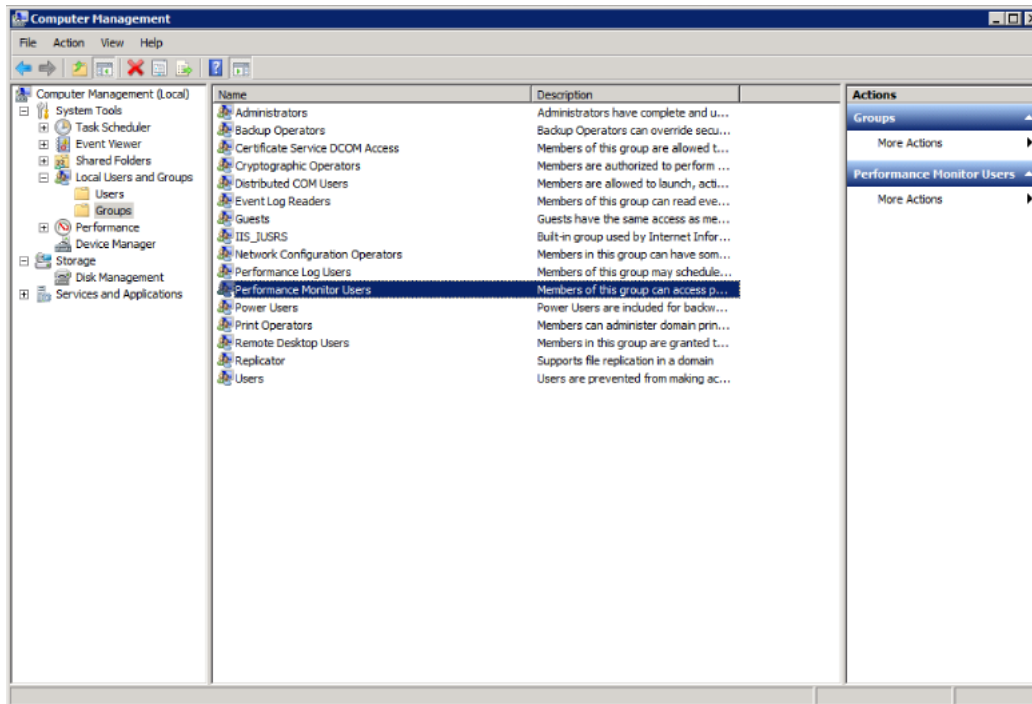 Computer Management
File Action View Help
Computer Management (Local)
System Tools
Task Scheduler
Event Viewer
Shared Folders
Local Users and Groups
Users
Groups
Performance
Device Manager
Storage
Disk Management
Services and Applications
Name Description
Administrators Administrators have complete and u...
Backup Operators Backup Operators can override secu...
Certificate Service DCOM Access Members of this group are allowed t...
Cryptographic Operators Members are authorized to perform ...
Distributed COM Users Members are allowed to launch, acti...
Event Log Readers Members of this group can read eve...
Guests Guests have the same access as me...
IIS_IUSRS Built-in group used by Internet Infor...
Network Configuration Operators Members in this group can have som...
Performance Log Users Members of this group may schedule...
Performance Monitor Users Members of this group can access p...
Power Users Power Users are included for backw...
Print Operators Members can administer domain prin...
Remote Desktop Users Members in this group are granted t...
Replicator Supports file replication in a domain
Users Users are prevented from making ac...
Actions
Groups
More Actions
Performance Monitor Users
More Actions